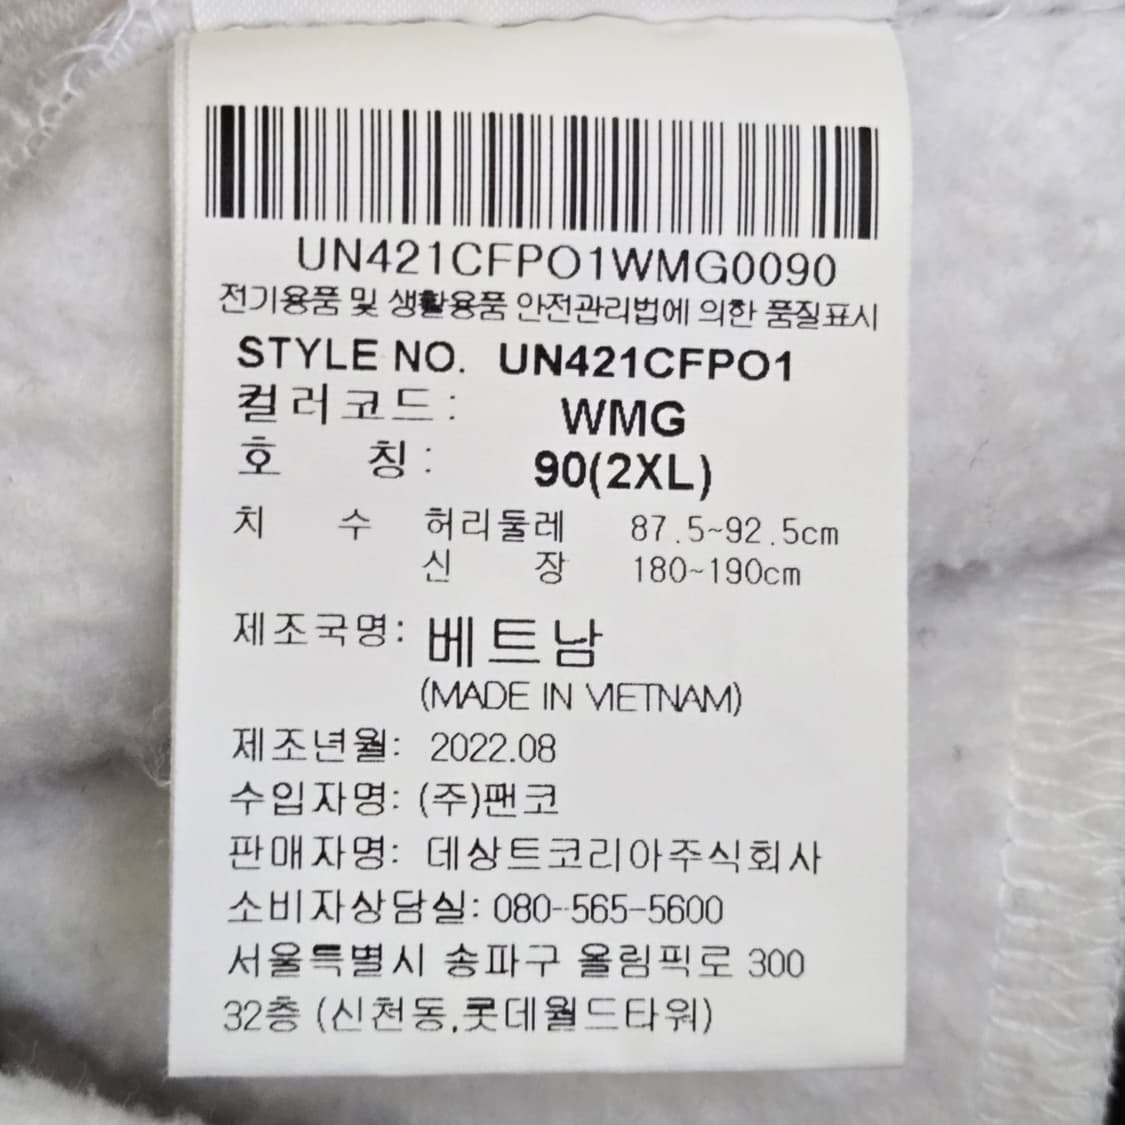 UN421CFPO1WMG0090
전기용품 및 생활용품 안전관리법에 의한 품질표시
STYLE NO. UN421CFPO1
컬러코드: WMG
호 칭: 90(2XL)
치 수 허리둘레 87.5~92.5cm
신 장 180~190cm
제조국명: 베트남
(MADE IN VIETNAM)
제조년월: 2022.08
수입자명: (주)팬코
판매자명: 데상트코리아주식회사
소비자상담실: 080-565-5600
서울특별시 송파구 올림픽로 300
32층 (신천동,롯데월드타워)